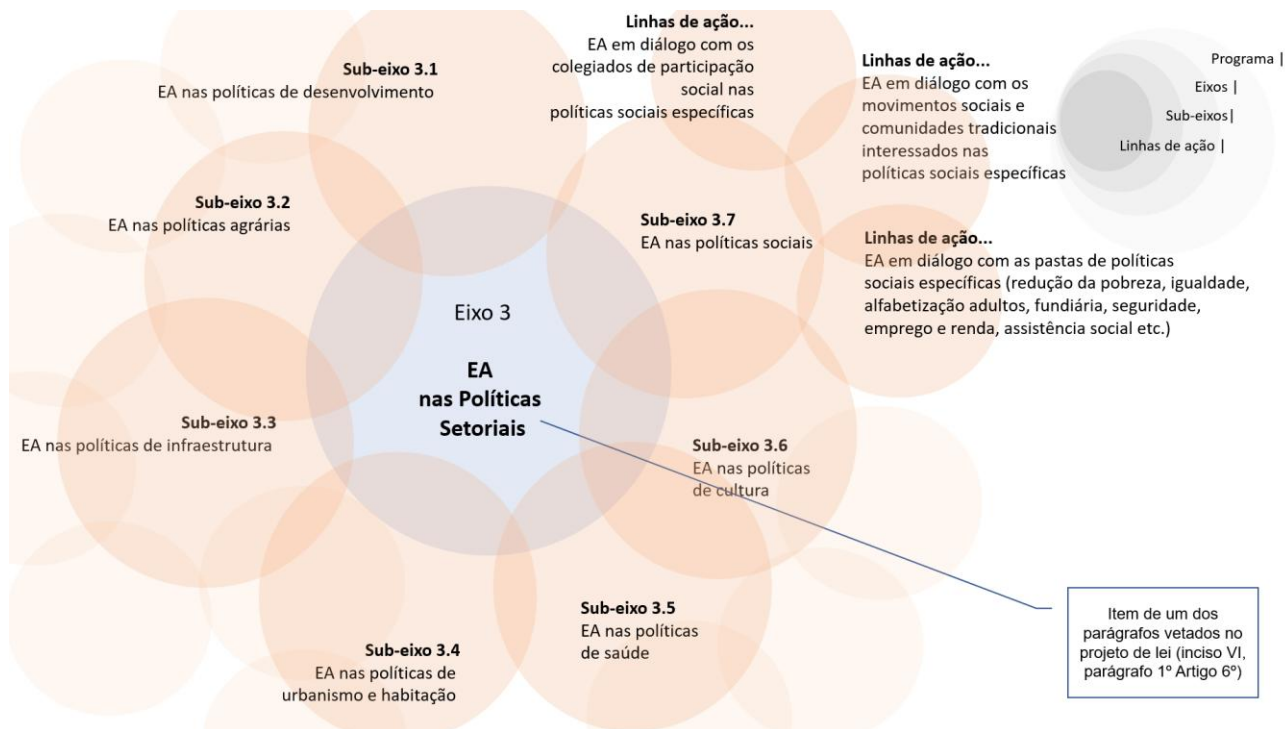 Linhas de ação...
EA em diálogo com os
colegiados de participação
social nas
políticas sociais específicas
Linhas de ação...
EA em diálogo com os
movimentos sociais e
comunidades tradicionais
interessados nas
políticas sociais específicas
Programa |
Eixos |
Sub-eixos|
Linhas de ação |
Sub-eixo 3.1
EA nas políticas de desenvolvimento
Sub-eixo 3.2
EA nas políticas agrárias
Sub-eixo 3.7
EA nas políticas sociais
Linhas de ação...
EA em diálogo com as pastas de políticas
sociais específicas (redução da pobreza, igualdade,
alfabetização adultos, fundiária, seguridade,
emprego e renda, assistência social etc.)
Eixo 3
EA
nas Políticas
Setoriais
Sub-eixo 3.3
EA nas políticas de infraestrutura
Sub-eixo 3.6
EA nas políticas
de cultura
Sub-eixo 3.5
EA nas políticas
de saúde
Sub-eixo 3.4
EA nas políticas de
urbanismo e habitação
Item de um dos
parágrafos vetados no
projeto de lei (inciso VI,
parágrafo 1º Artigo 6º)